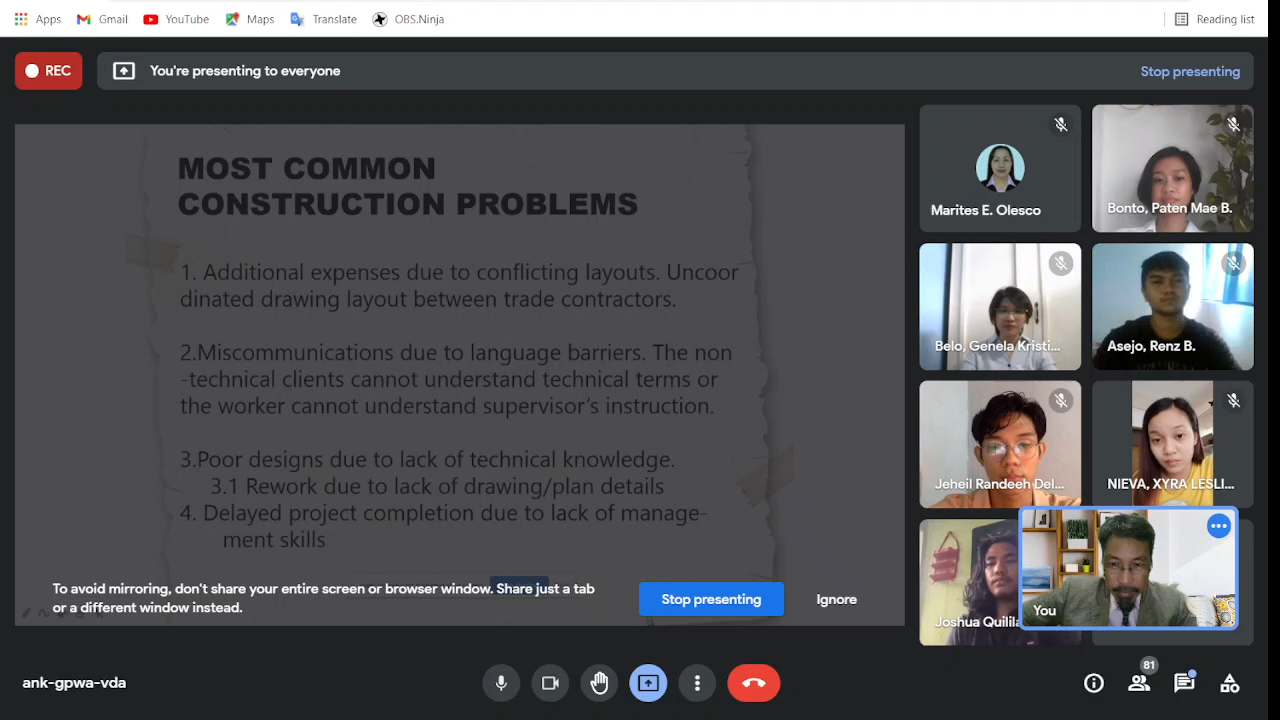 Apps Gmail YouTube Maps Translate OBS.Ninja Reading list
REC You're presenting to everyone Stop presenting
MOST COMMON
CONSTRUCTION PROBLEMS
1. Additional expenses due to conflicting layouts. Uncoor
dinated drawing layout between trade contractors.
2.Miscommunications due to language barriers. The non
-technical clients cannot understand technical terms or
the worker cannot understand supervisor's instruction.
3.Poor designs due to lack of technical knowledge.
3.1 Rework due to lack of drawing/plan details
4. Delayed project completion due to lack of manage-
ment skills
To avoid mirroring, don't share your entire screen or browser window. Share just a tab
or a different window instead.
Stop presenting Ignore
Marites E. Olesco
Bonto, Paten Mae B.
Belo, Genela Kristi...
Asejo, Renz B.
Jeheil Randeeh Del...
NIEVA, XYRA LESLI...
Joshua Quilila
You
ank-gpwa-vda
81